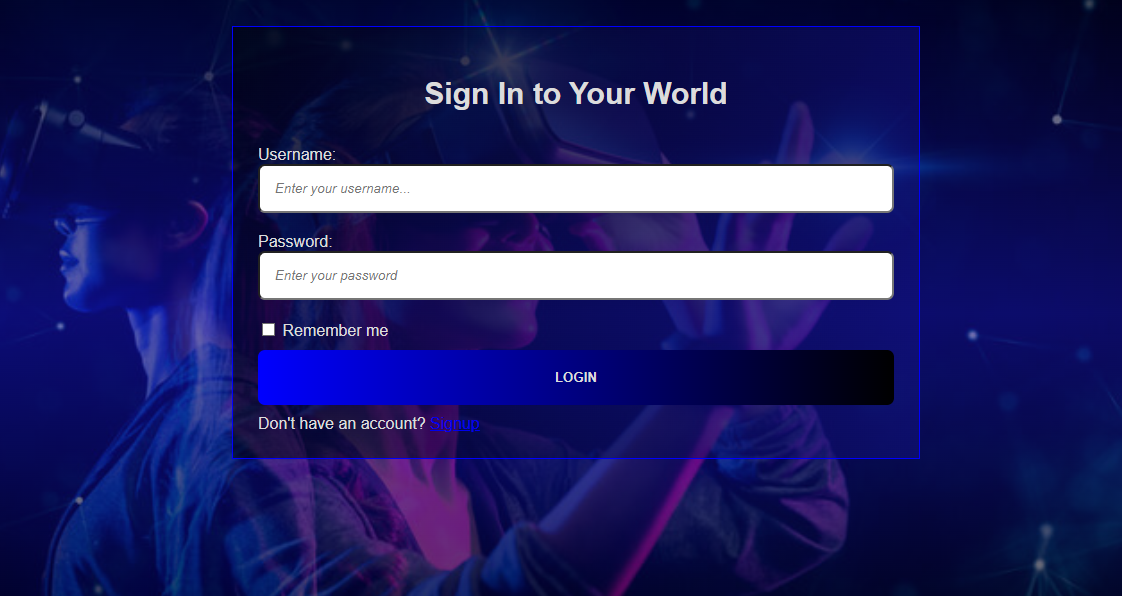 Sign In to Your World
Username:
Enter your username...
Password:
Enter your password
Remember me
LOGIN
Don't have an account? Signup